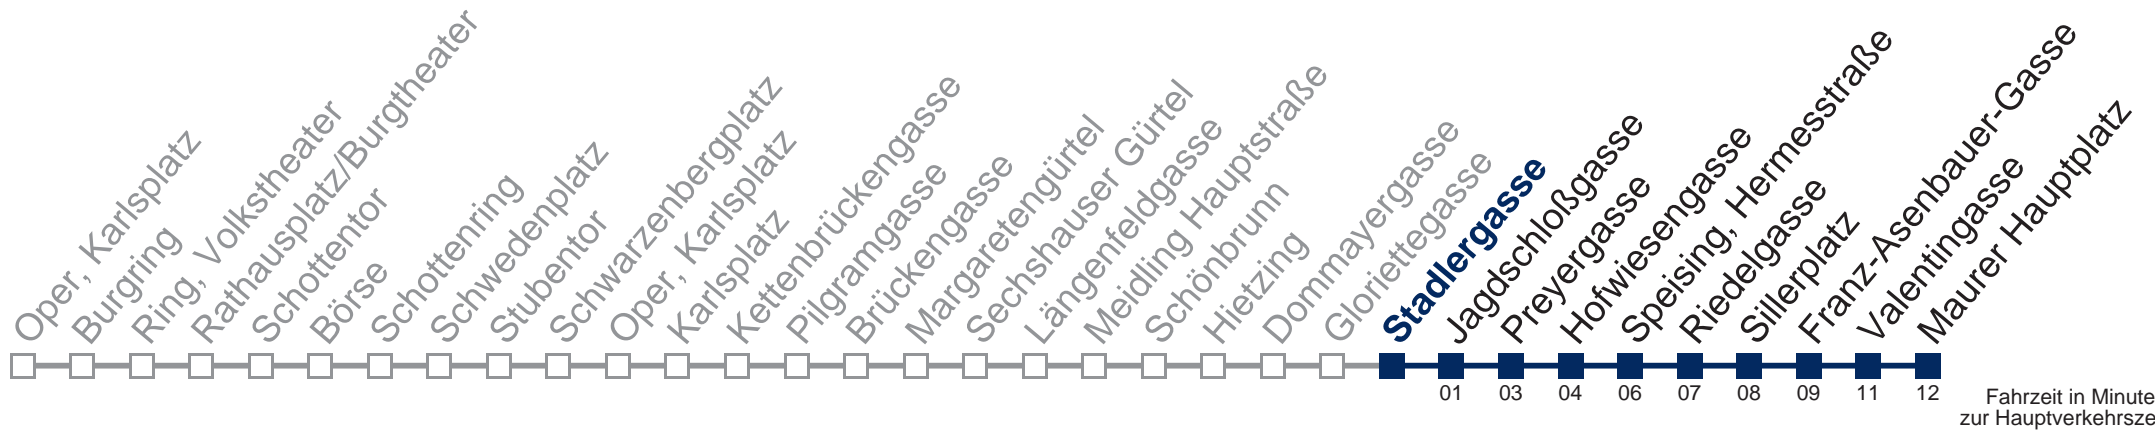 Oper, Karlsplatz
Burgring
Ring, Volkstheater
Rathausplatz/Burgtheater
Schottentor
Börse
Schottenring
Schwedenplatz
Stubentor
Schwarzenbergplatz
Oper, Karlsplatz
Karlsplatz
Kettenbrückengasse
Pilgramgasse
Brückengasse
Margaretengürtel
Sechshauser Gürtel
Längenfeldgasse
Meidling Hauptstraße
Schönbrunn
Hietzing
Dommayergasse
Gloriettegasse
Stadlergasse
Jagdschloßgasse
Preyergasse
Hofwiesengasse
Speising, Hermesstraße
Riedelgasse
Sillerplatz
Franz-Asenbauer-Gasse
Valentingasse
Maurer Hauptplatz
01 03 04 06 07 08 09 11 12
Fahrzeit in Minute
zur Hauptverkehrsze